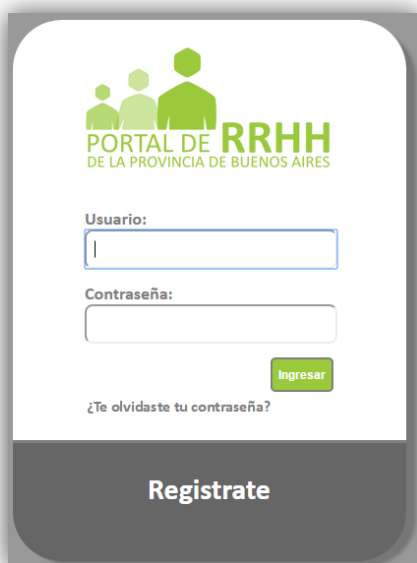 PORTAL DE RRHH
DE LA PROVINCIA DE BUENOS AIRES
Usuario:
Contraseña:
Ingresar
¿Te olvidaste tu contraseña?
Registrate